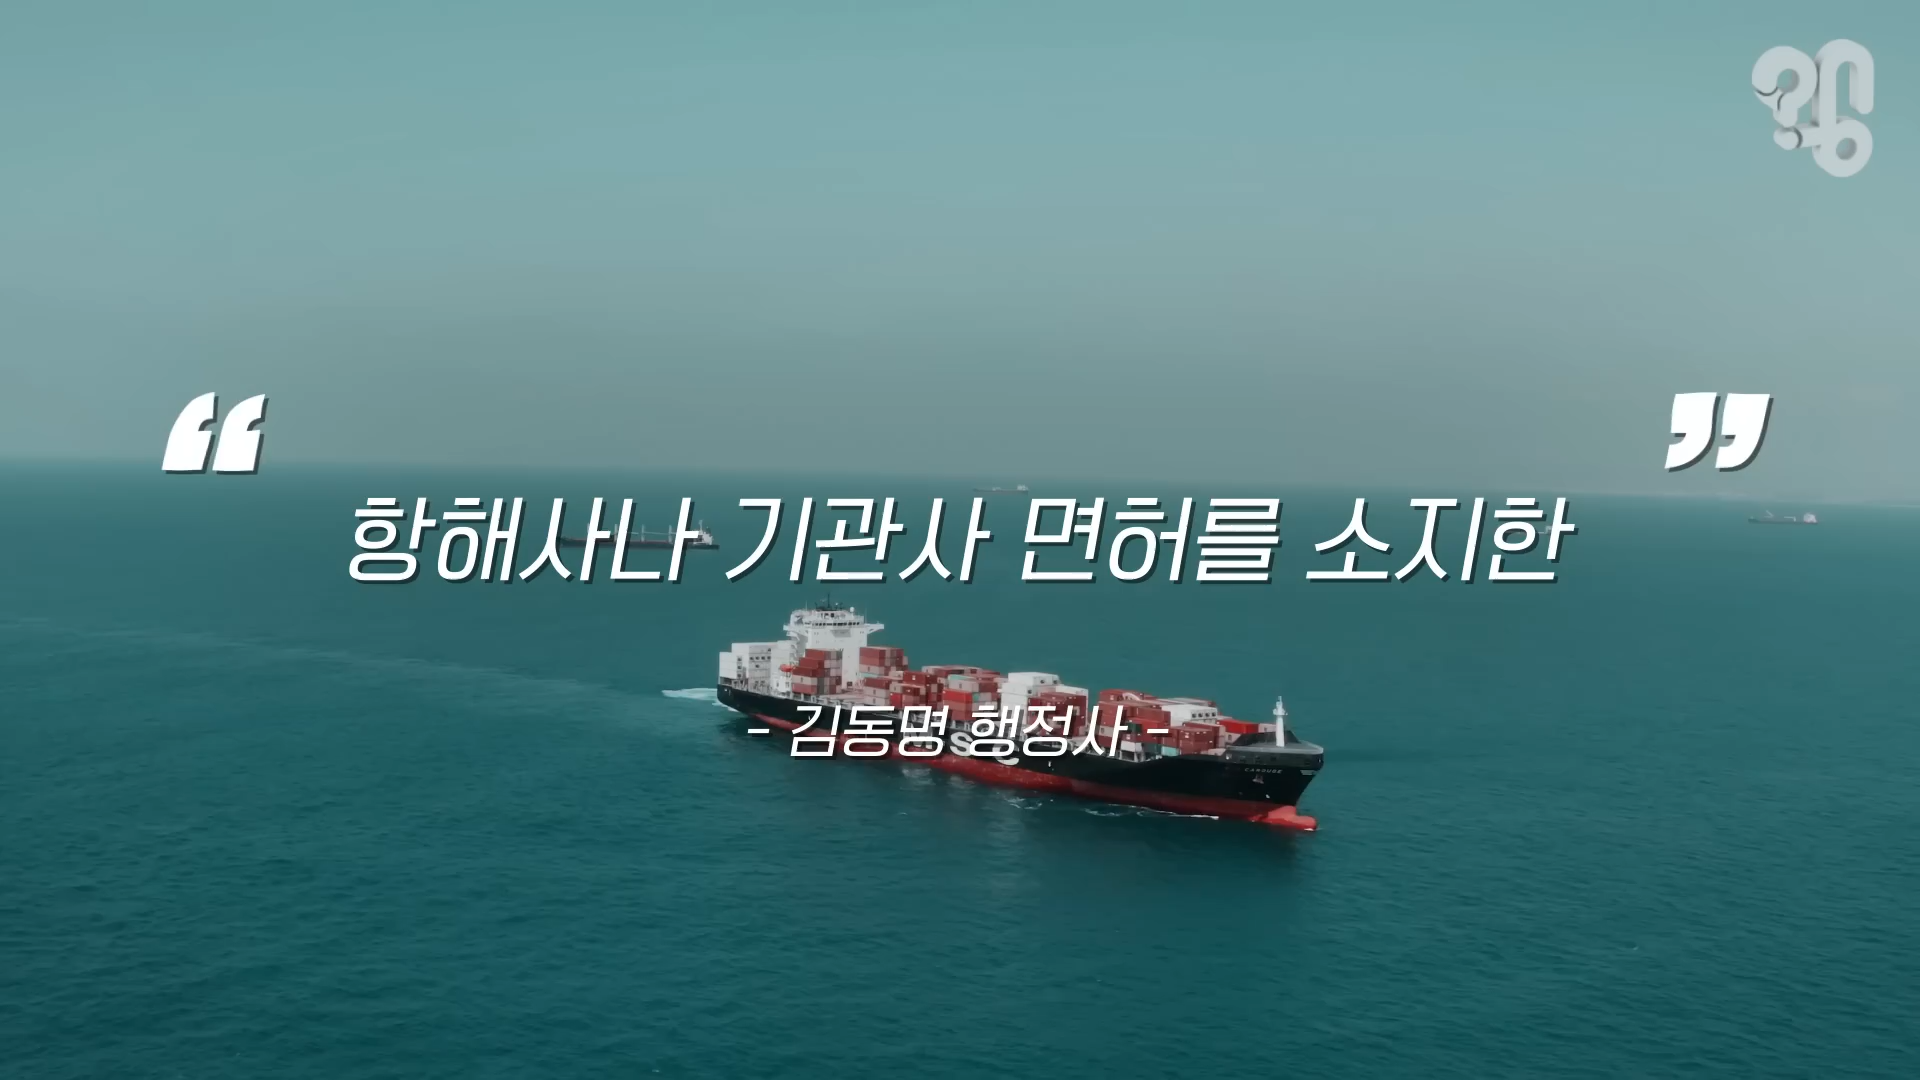 “ ”
항해사나 기관사 면허를 소지한
- 김동명 행정사 -